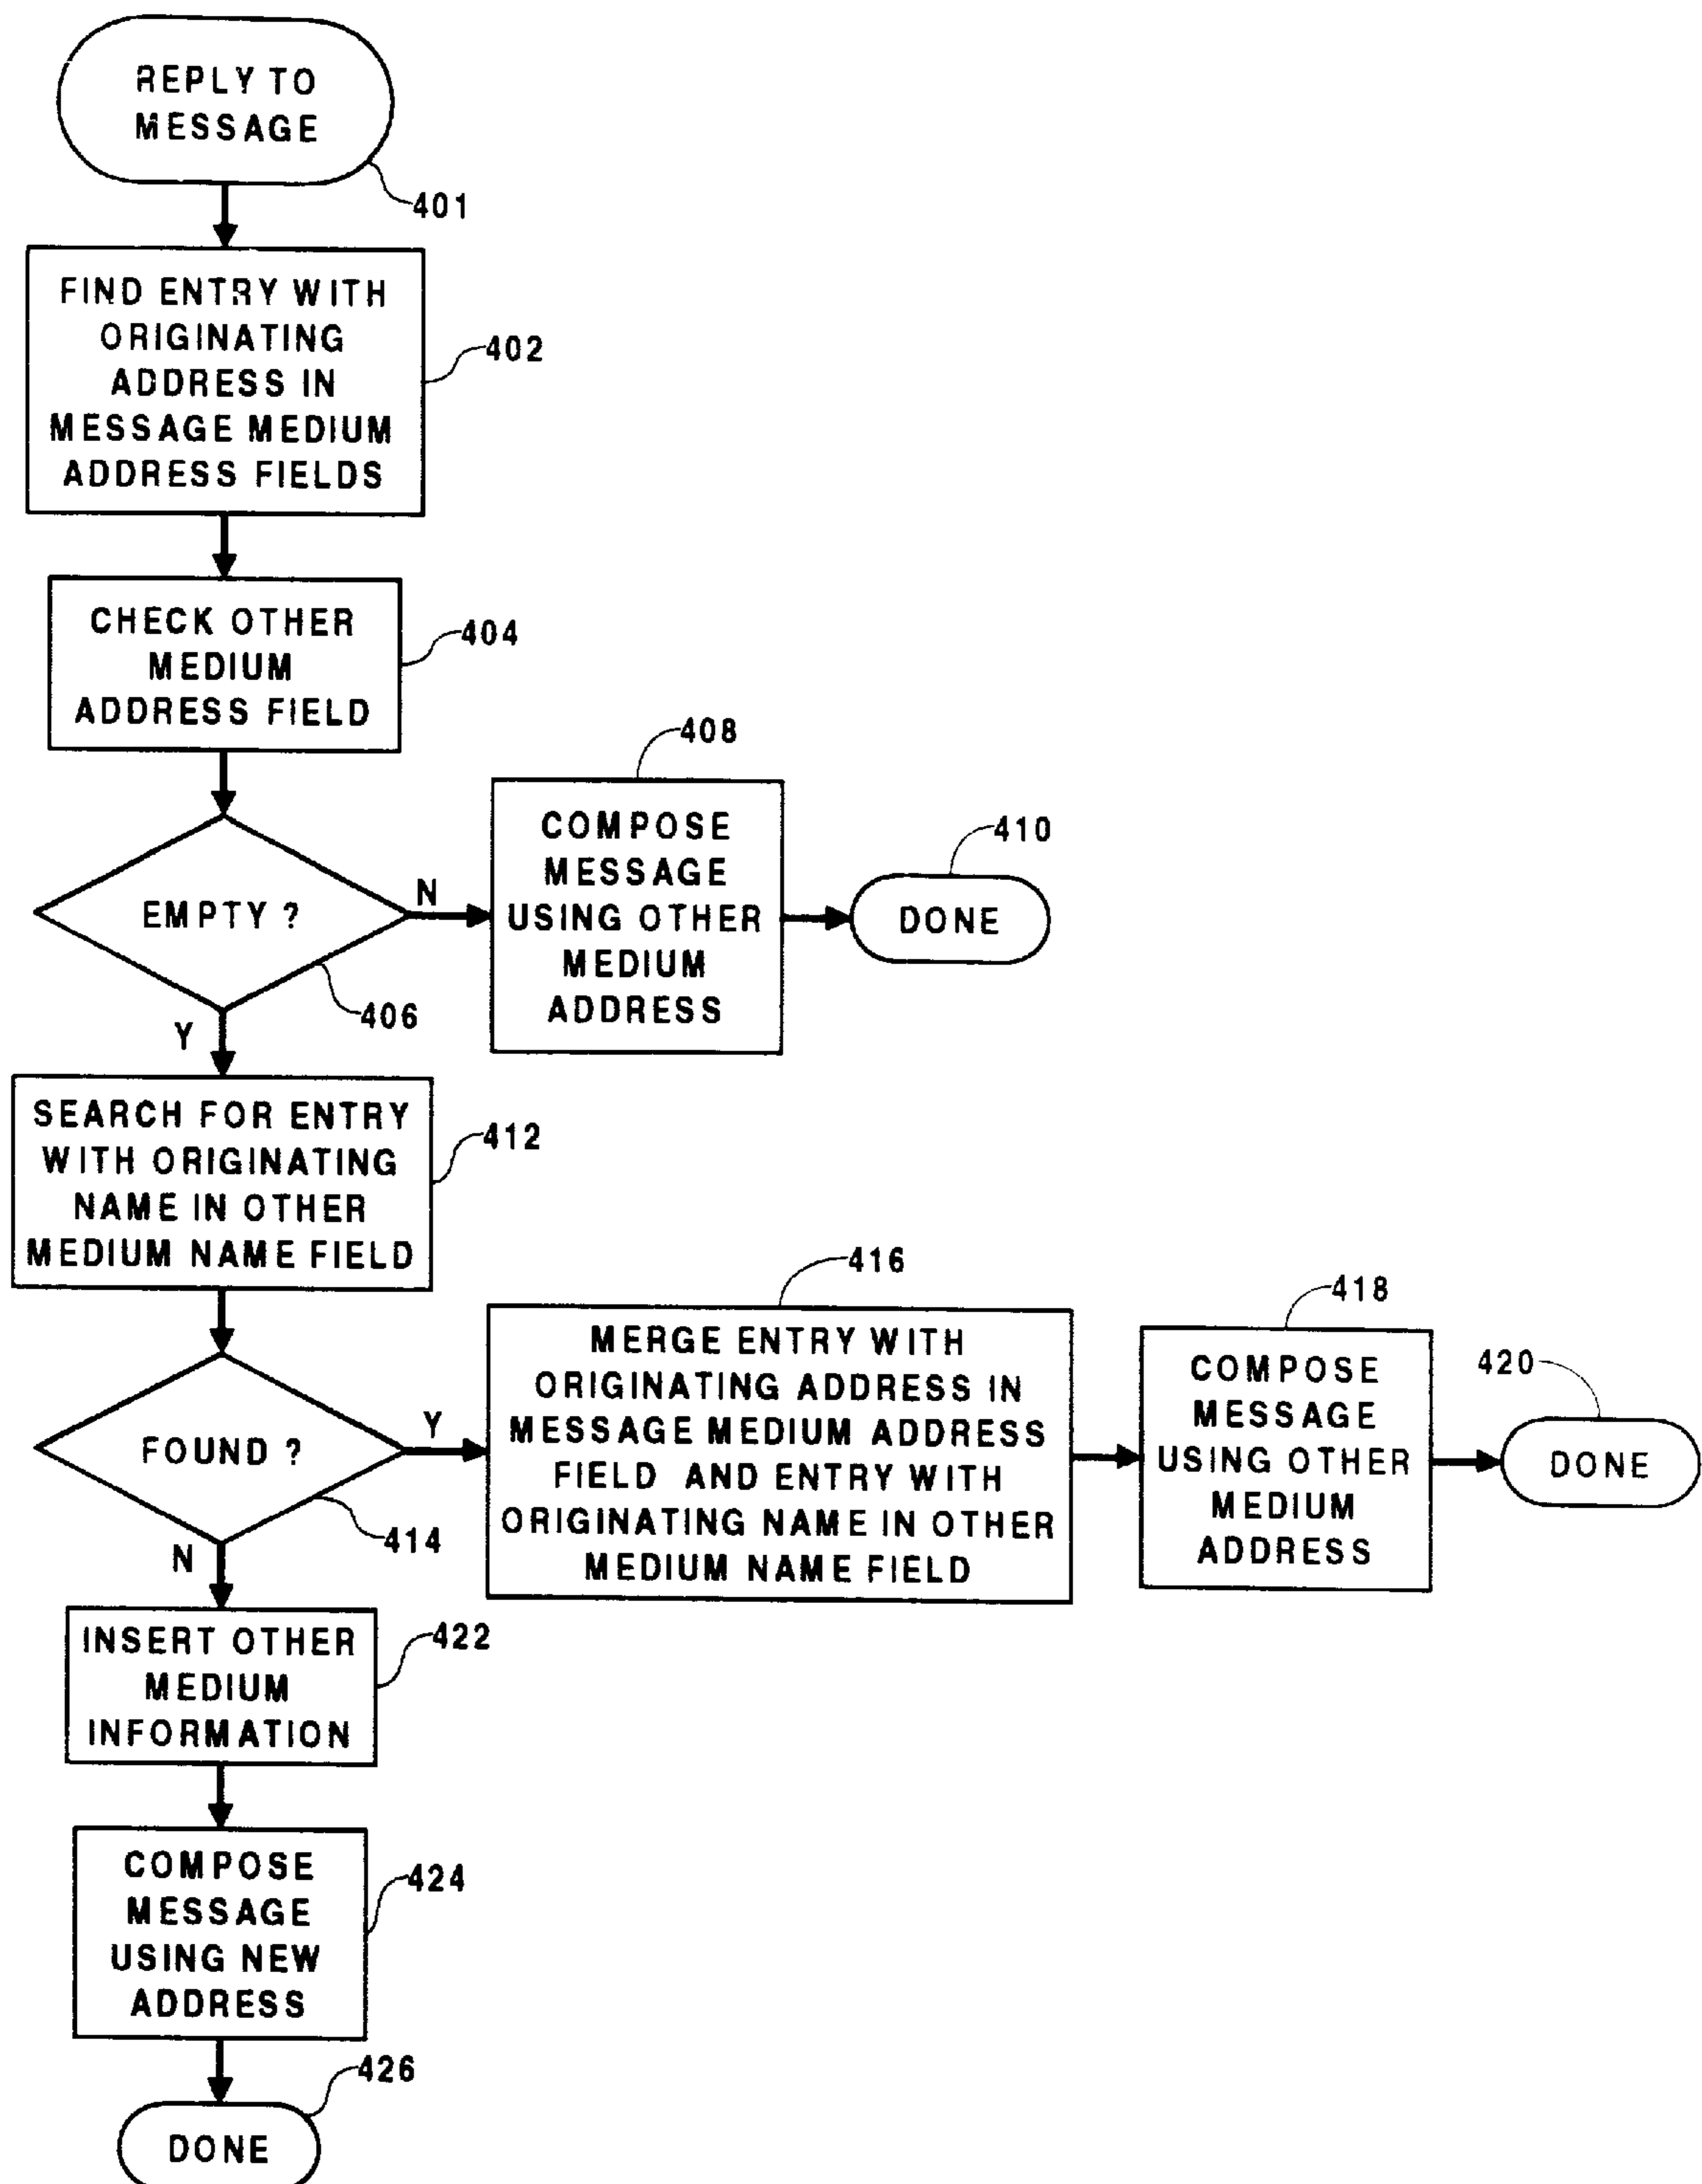 REPLY TO
MESSAGE
401
FIND ENTRY WITH
ORIGINATING
ADDRESS IN
MESSAGE MEDIUM
ADDRESS FIELDS
402
CHECK OTHER
MEDIUM
ADDRESS FIELD
404
EMPTY ?
406
N
Y
408
COMPOSE
MESSAGE
USING OTHER
MEDIUM
ADDRESS
410
DONE
SEARCH FOR ENTRY
WITH ORIGINATING
NAME IN OTHER
MEDIUM NAME FIELD
412
FOUND ?
414
Y
N
416
MERGE ENTRY WITH
ORIGINATING ADDRESS IN
MESSAGE MEDIUM ADDRESS
FIELD AND ENTRY WITH
ORIGINATING NAME IN OTHER
MEDIUM NAME FIELD
418
COMPOSE
MESSAGE
USING OTHER
MEDIUM
ADDRESS
420
DONE
INSERT OTHER
MEDIUM
INFORMATION
422
COMPOSE
MESSAGE
USING NEW
ADDRESS
424
426
DONE